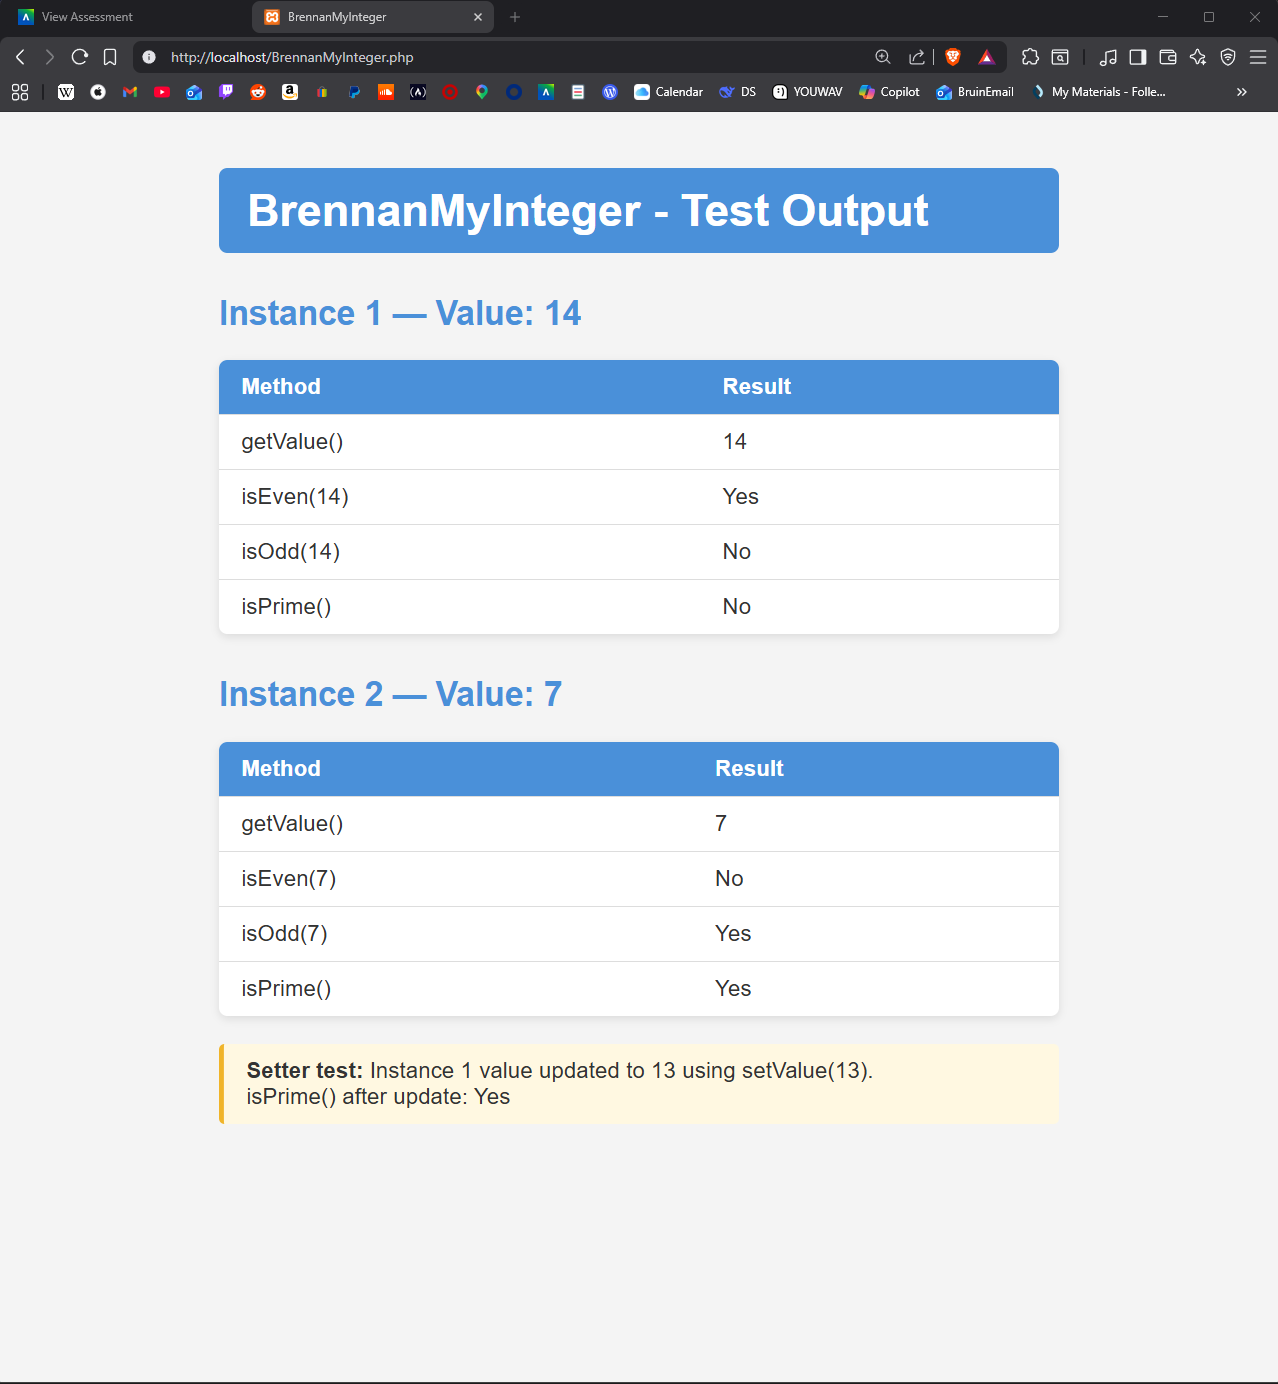 View Assessment
BrennanMyInteger
http://localhost/BrennanMyInteger.php
Calendar
DS
YOUWAV
Copilot
BruinEmail
My Materials - Folle...
BrennanMyInteger - Test Output
Instance 1 — Value: 14
Method Result
getValue() 14
isEven(14) Yes
isOdd(14) No
isPrime() No
Instance 2 — Value: 7
Method Result
getValue() 7
isEven(7) No
isOdd(7) Yes
isPrime() Yes
Setter test: Instance 1 value updated to 13 using setValue(13).
isPrime() after update: Yes